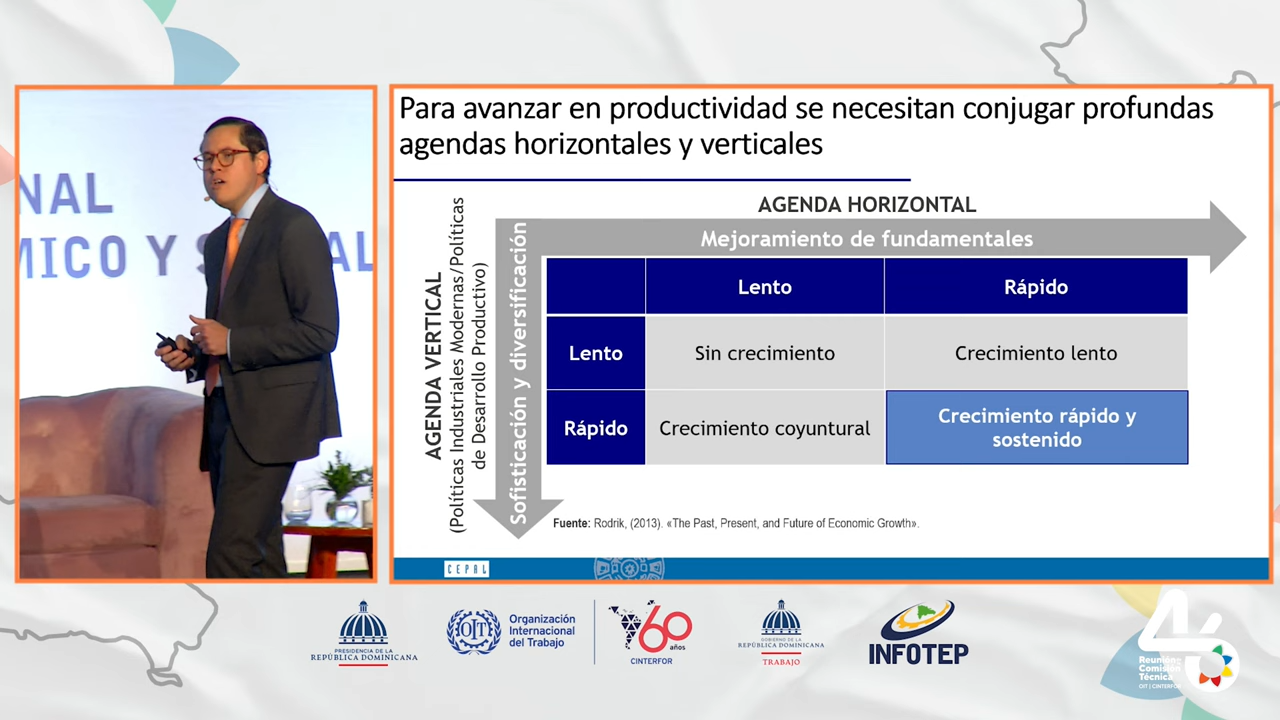 NAL
MICO Y S
AL
Para avanzar en productividad se necesitan conjugar profundas
agendas horizontales y verticales
AGENDA HORIZONTAL
Mejoramiento de fundamentales
AGENDA VERTICAL
(Políticas Industriales Modernas/Políticas
de Desarrollo Productivo)
Sofisticación y diversificación
Lento
Rápido
Lento
Sin crecimiento
Crecimiento lento
Rápido
Crecimiento coyuntural
Crecimiento rápido y
sostenido
Fuente: Rodrik, (2013). «The Past, Present, and Future of Economic Growth».
CEPAL
PRESIDENCIA DE LA
REPÚBLICA DOMINICANA
OIT
Organización
Internacional
del Trabajo
60
años
CINTERFOR
GOBIERNO DE LA
REPÚBLICA DOMINICANA
TRABAJO
INFOTEP
46
Reunión
Comisión
Técnica
OIT | CINTERFOR